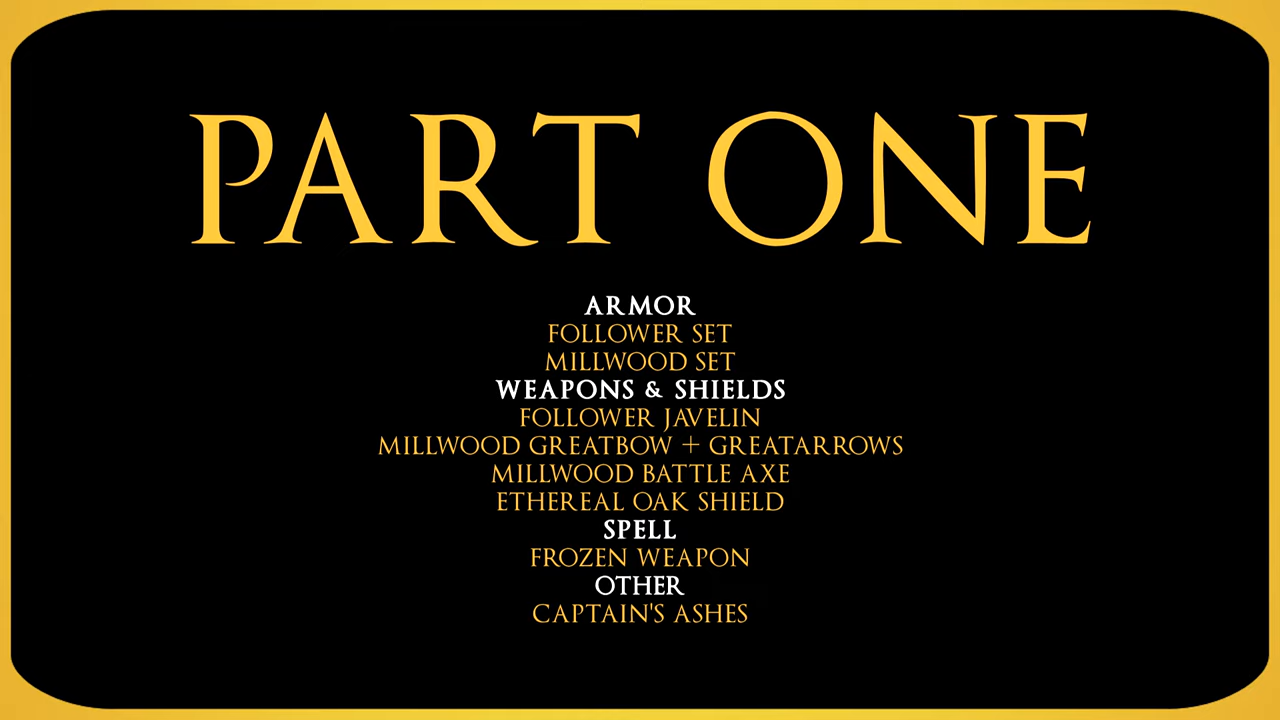 PART ONE
ARMOR
FOLLOWER SET
MILLWOOD SET
WEAPONS & SHIELDS
FOLLOWER JAVELIN
MILLWOOD GREATBOW + GREATARROWS
MILLWOOD BATTLE AXE
ETHEREAL OAK SHIELD
SPELL
FROZEN WEAPON
OTHER
CAPTAIN'S ASHES